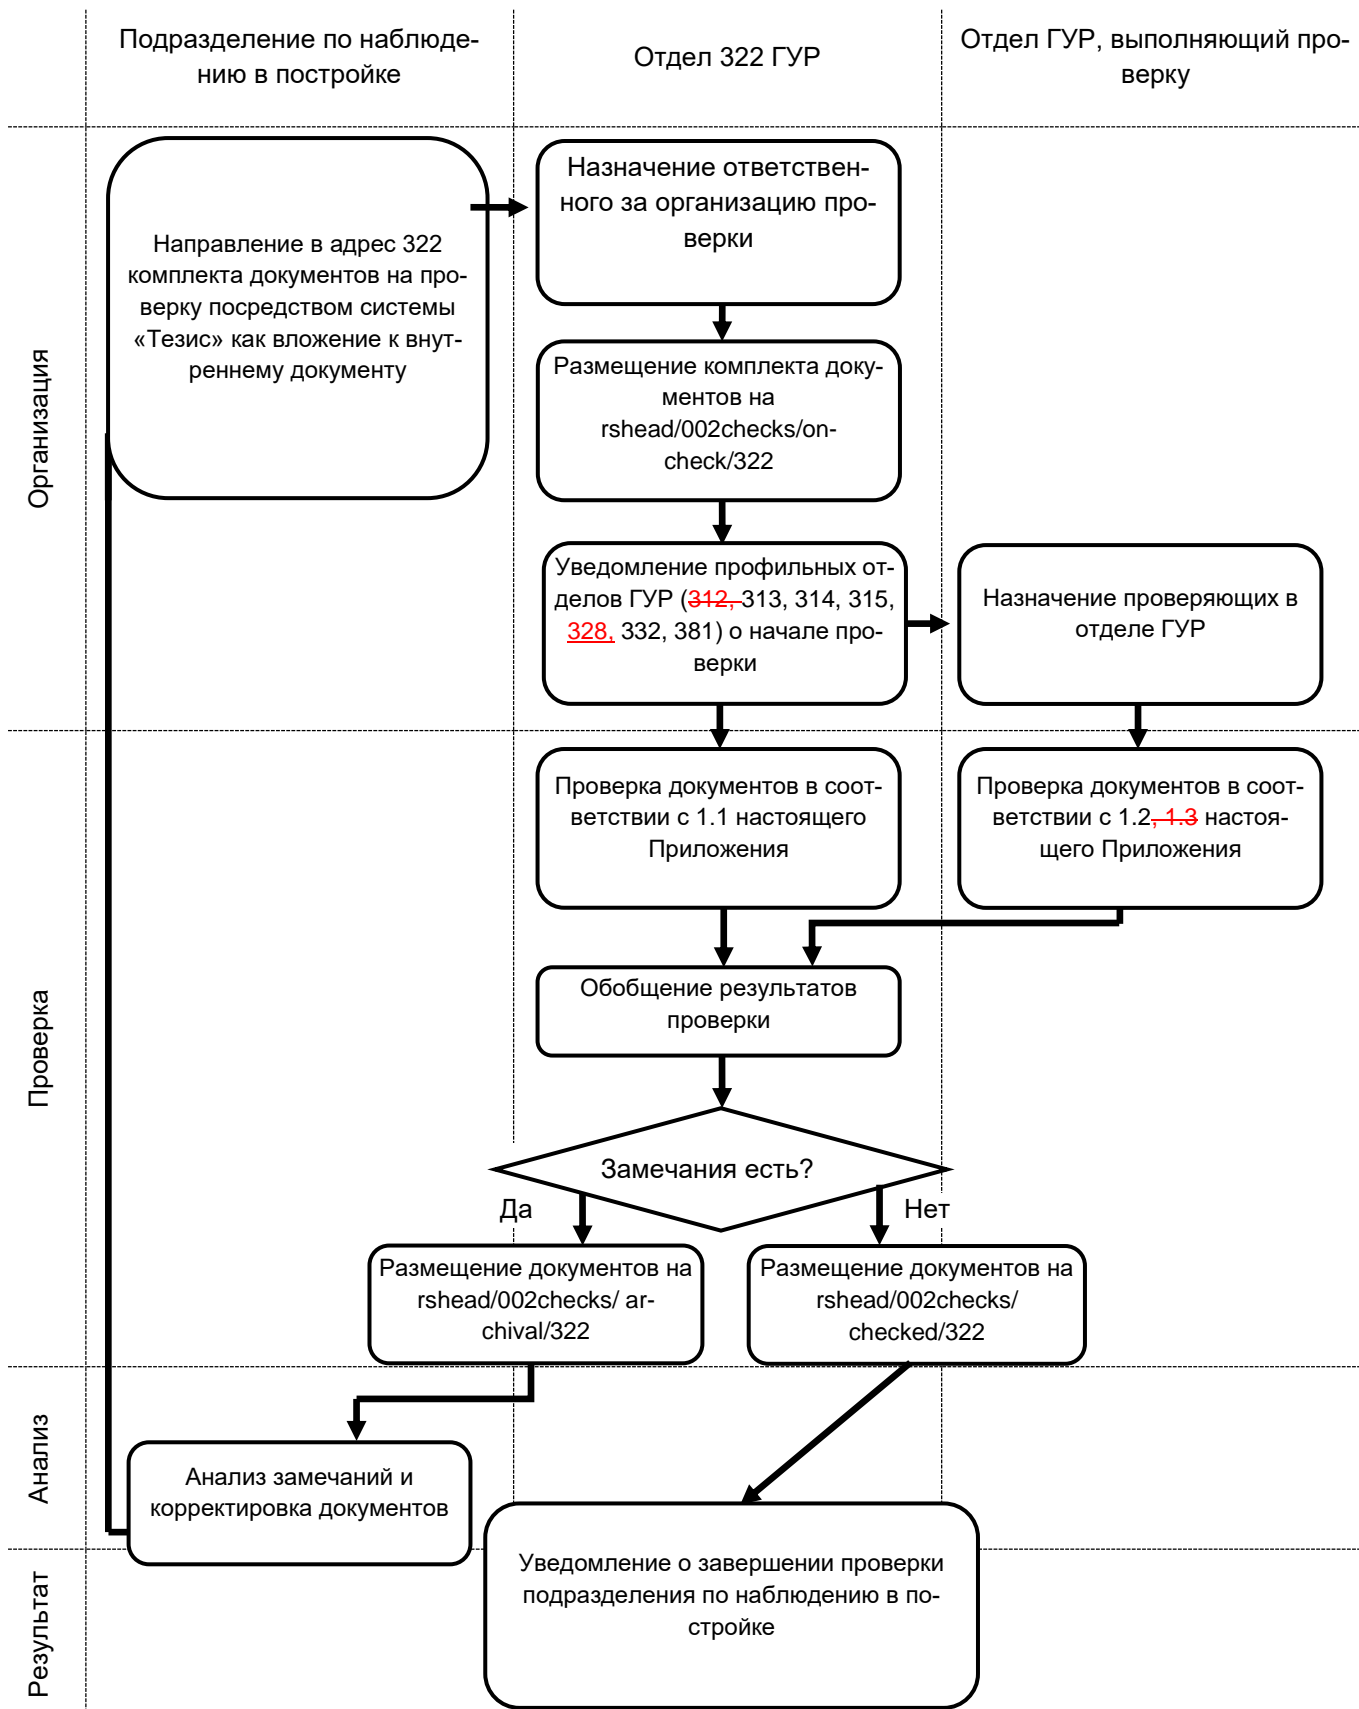 Подразделение по наблюде-
нию в постройке
Отдел 322 ГУР
Отдел ГУР, выполняющий про-
верку
Организация
Направление в адрес 322
комплекта документов на про-
верку посредством системы
«Тезис» как вложение к внут-
реннему документу
Назначение ответствен-
ного за организацию про-
верки
Размещение комплекта доку-
ментов на
rshead/002checks/on-
check/322
Уведомление профильных от-
делов ГУР (312, 313, 314, 315,
328, 332, 381) о начале про-
верки
Назначение проверяющих в
отделе ГУР
Проверка
Проверка документов в соот-
ветствии с 1.1 настоящего
Приложения
Проверка документов в соот-
ветствии с 1.2, 1.3 настоя-
щего Приложения
Обобщение результатов
проверки
Замечания есть?
Да
Нет
Размещение документов на
rshead/002checks/ ar-
chival/322
Размещение документов на
rshead/002checks/
checked/322
Анализ
Анализ замечаний и
корректировка документов
Результат
Уведомление о завершении проверки
подразделения по наблюдению в по-
стройке